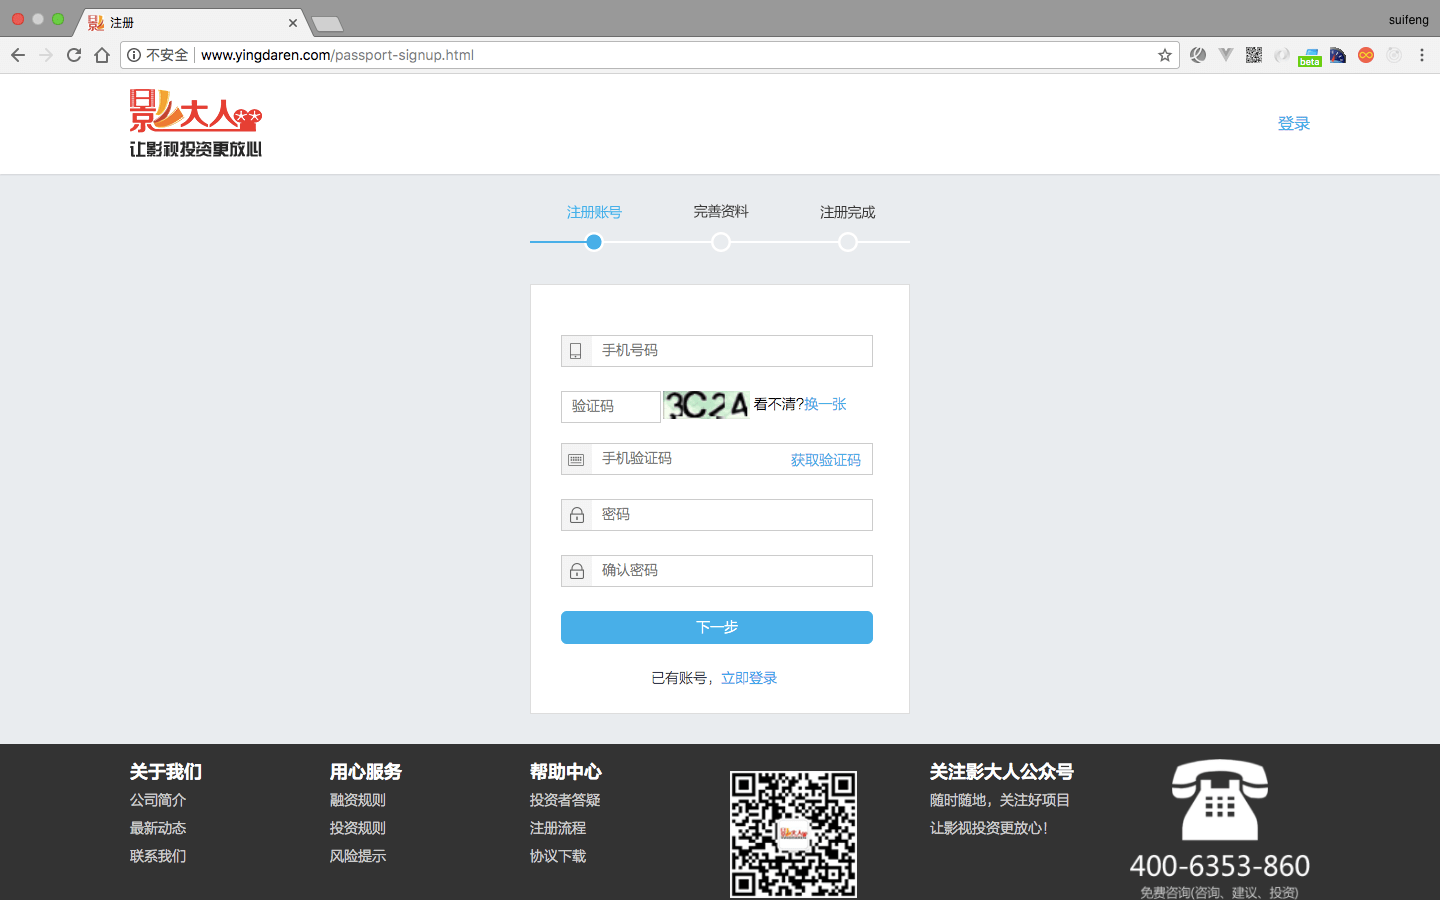 注册
suifeng
不安全 www.yingdaren.com/passport-signup.html
beta
影大人
让影视投资更放心
登录
注册账号 完善资料 注册完成
手机号码
验证码 3C24 看不清?换一张
手机验证码 获取验证码
密码
确认密码
下一步
已有账号，立即登录
关于我们
公司简介
最新动态
联系我们
用心服务
融资规则
投资规则
风险提示
帮助中心
投资者答疑
注册流程
协议下载
关注影大人公众号
随时随地，关注好项目
让影视投资更放心！
400-6353-860
免费咨询(咨询、建议、投资)